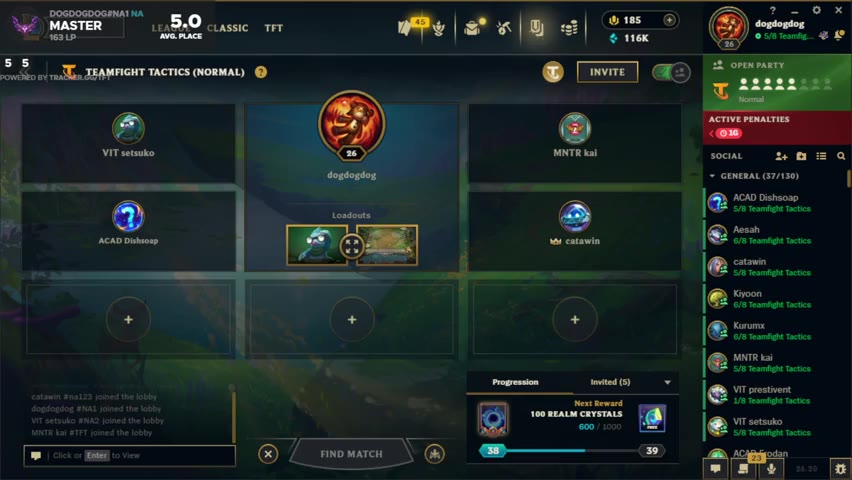 DOGDOGDOG#NA1 NA
MASTER
163 LP
5.0
AVG. PLACE
5 5
POWERED BY TRACKER.GG/TFT
LEAGUE CLASSIC TFT
45
185
116K
26
dogdogdog
5/8 Teamfig...
TEAMFIGHT TACTICS (NORMAL) ?
INVITE
OPEN PARTY
Normal
ACTIVE PENALTIES
1G
SOCIAL
GENERAL (37/130)
ACAD Dishsoap
5/8 Teamfight Tactics
Aesah
6/8 Teamfight Tactics
catawin
5/8 Teamfight Tactics
Kiyoon
6/8 Teamfight Tactics
Kurumx
6/8 Teamfight Tactics
MNTR kai
5/8 Teamfight Tactics
VIT prestivent
1/8 Teamfight Tactics
VIT setsuko
5/8 Teamfight Tactics
ACAD Prodan
23
26.20
VIT setsuko
26
dogdogdog
MNTR kai
ACAD Dishsoap
Loadouts
catawin
catawin #na123 joined the lobby
dogdogdog #NA1 joined the lobby
VIT setsuko #NA2 joined the lobby
MNTR kai #TFT joined the lobby
Click or Enter to View
FIND MATCH
Progression
Invited (5)
Next Reward
100 REALM CRYSTALS
600 / 1000
FREE
38
39